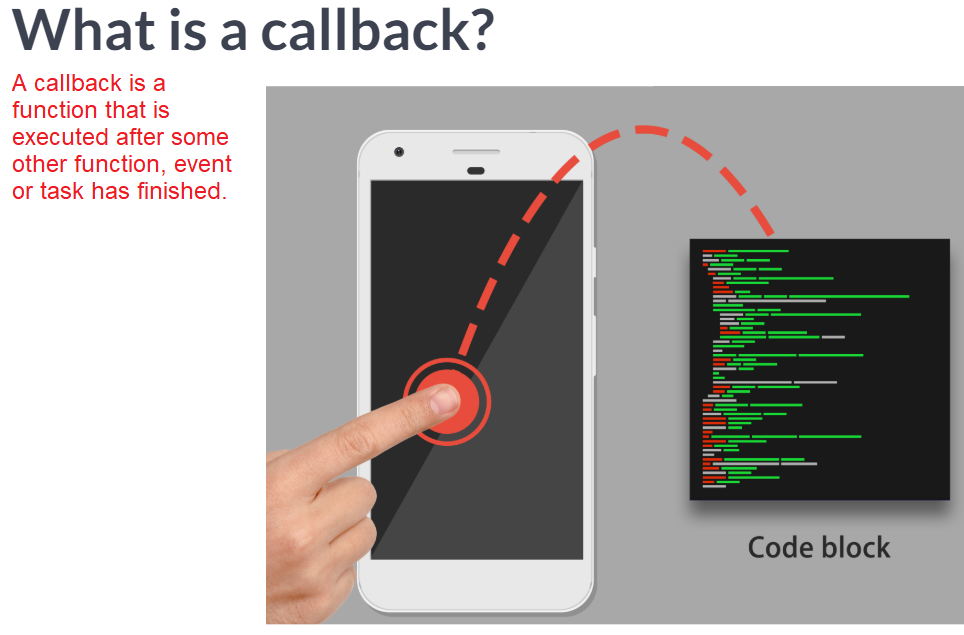 What is a callback?
A callback is a
function that is
executed after some
other function, event
or task has finished.
Code block